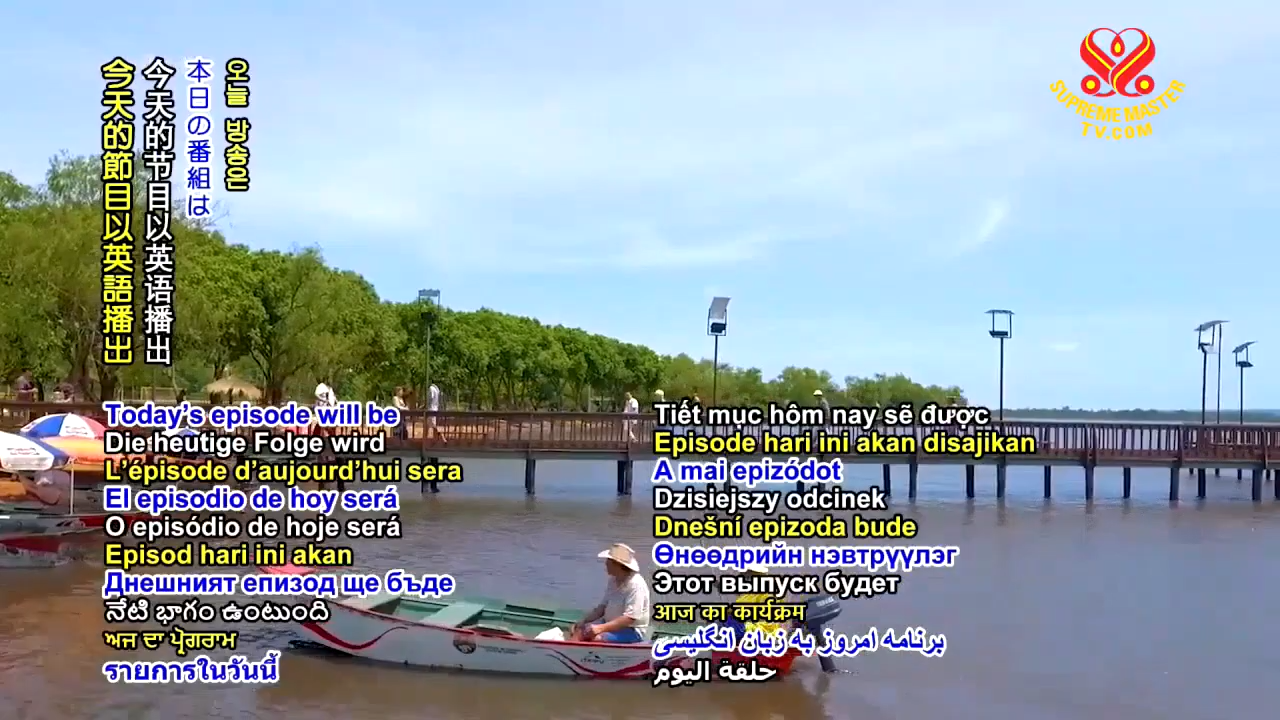 今天的節目以英語播出
今天的节目以英语播出
本日の番組は
오늘 방송은
SUPREME MASTER
TV.COM
Today's episode will be
Die heutige Folge wird
L'épisode d'aujourd'hui sera
El episodio de hoy será
O episódio de hoje será
Episod hari ini akan
Днешният епизод ще бъде
నేటి భాగం ఉంటుంది
ਅਜ ਦਾ ਪ੍ਰੋਗਰਾਮ
รายการในวันนี้
Tiết mục hôm nay sẽ được
Episode hari ini akan disajikan
A mai epizódot
Dzisiejszy odcinek
Dnešní epizoda bude
Өнөөдрийн нэвтрүүлэг
Этот выпуск будет
आज का कार्यक्रम
برنامه امروز به زبان انگلیسی
حلقة اليوم